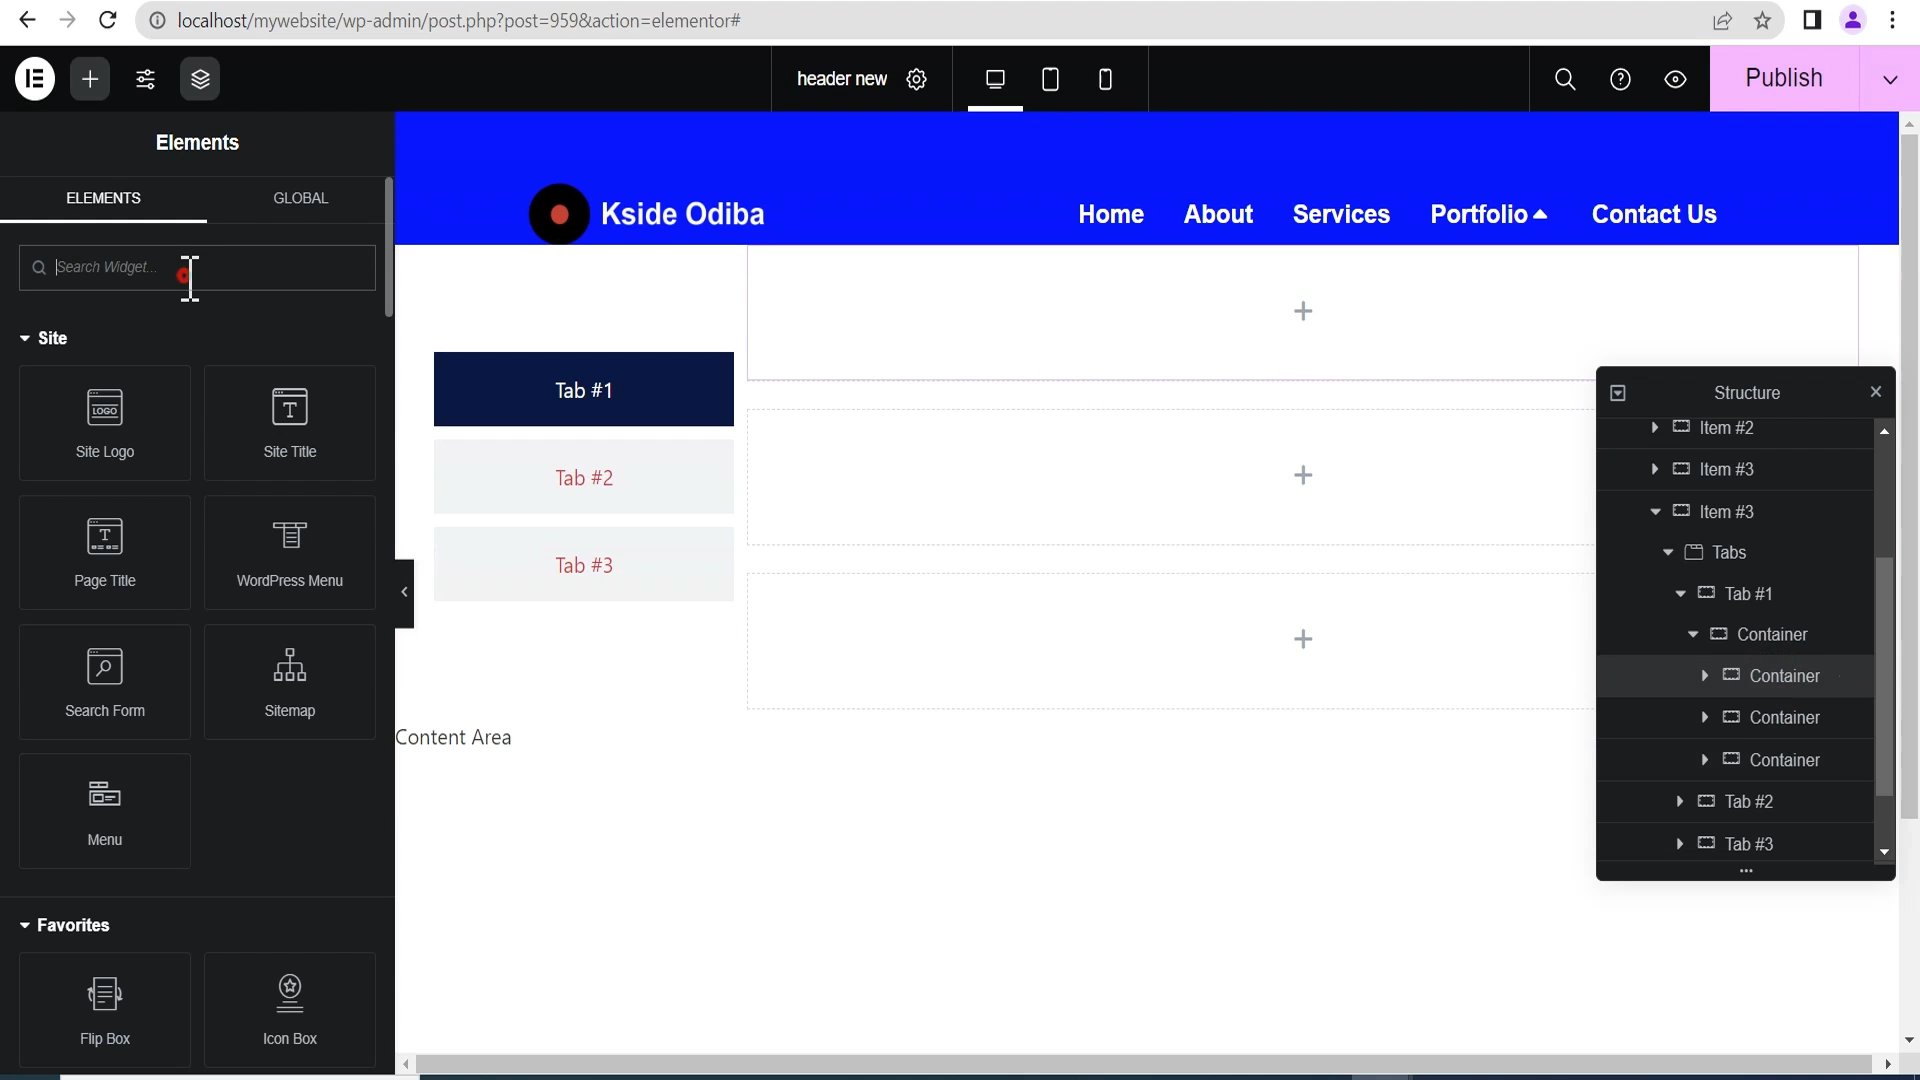 localhost/mywebsite/wp-admin/post.php?post=959&action=elementor#
header new
Publish
Elements
ELEMENTS
GLOBAL
Search Widget...
Site
LOGO
Site Logo
T
Site Title
T
Page Title
WordPress Menu
Search Form
Sitemap
Menu
Favorites
Flip Box
Icon Box
Kside Odiba
Home
About
Services
Portfolio
Contact Us
Tab #1
Tab #2
Tab #3
Content Area
Structure
Item #2
Item #3
Item #3
Tabs
Tab #1
Container
Container
Container
Container
Tab #2
Tab #3